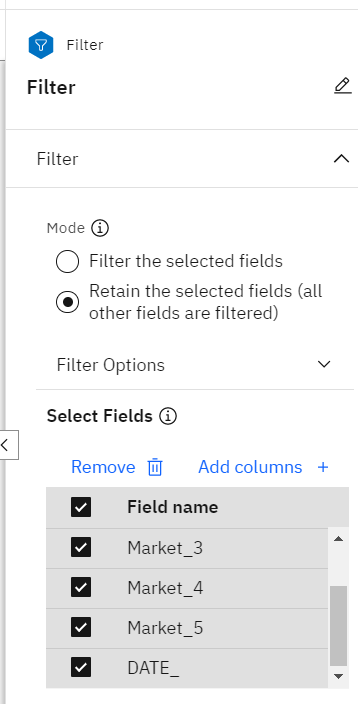 Filter
Filter
Filter
Mode
Filter the selected fields
Retain the selected fields (all
other fields are filtered)
Filter Options
Select Fields
Remove
Add columns +
Field name
Market_3
Market_4
Market_5
DATE_